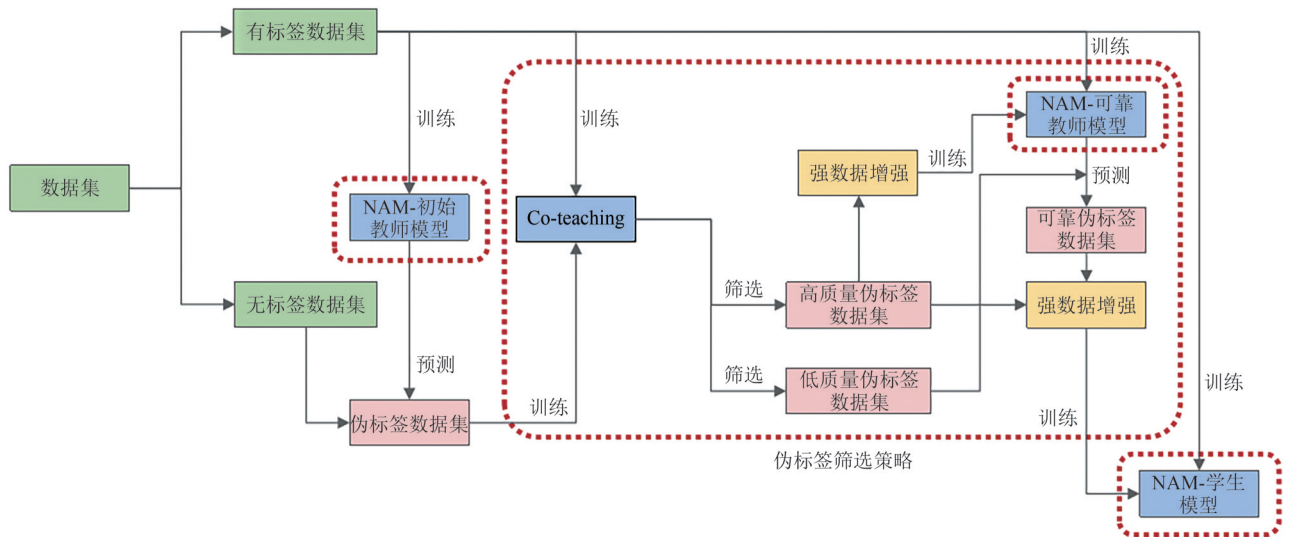 有标签数据集
训练
训练
训练
NAM-可靠
教师模型
训练
强数据增强
预测
数据集
NAM-初始
教师模型
Co-teaching
可靠伪标签
数据集
无标签数据集
筛选
高质量伪标签
数据集
强数据增强
预测
筛选
低质量伪标签
数据集
训练
伪标签数据集
训练
训练
伪标签筛选策略
NAM-学生
模型